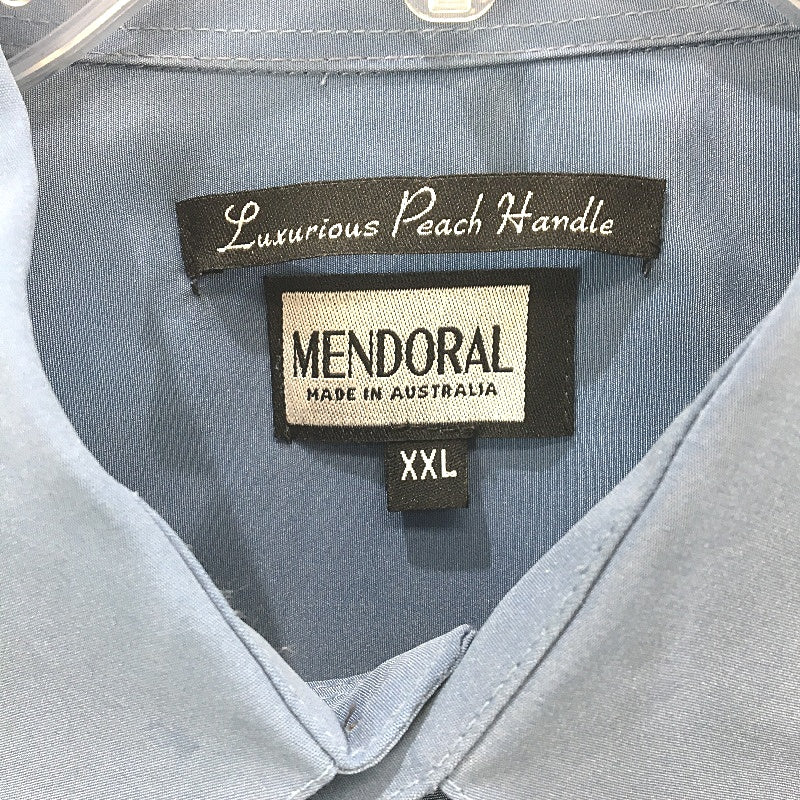 Luxurious Peach Handle
MENDORAL
MADE IN AUSTRALIA
XXL